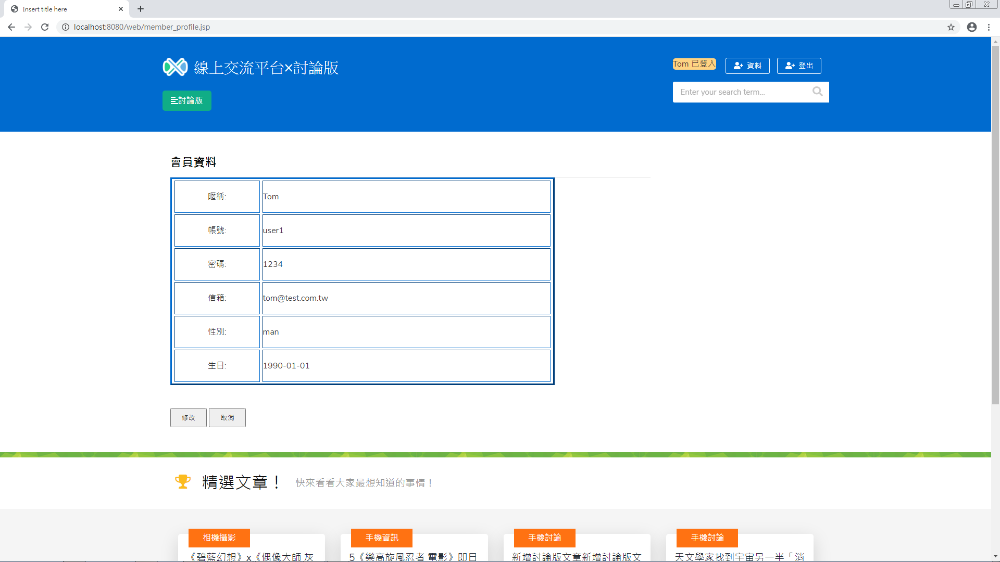 Insert title here
localhost:8080/web/member_profile.jsp
線上交流平台×討論版
Tom 已登入
資料
登出
Enter your search term...
討論版
會員資料
暱稱: Tom
帳號: user1
密碼: 1234
信箱: tom@test.com.tw
性別: man
生日: 1990-01-01
修改
取消
精選文章！ 快來看看大家最想知道的事情！
相機攝影
手機資訊
手機討論
手機討論
《碧藍幻想》x《偶像大師 灰
5《樂高旋風忍者 電影》即日
新增討論版文章新增討論版文
天文學家找到宇宙另一半「消